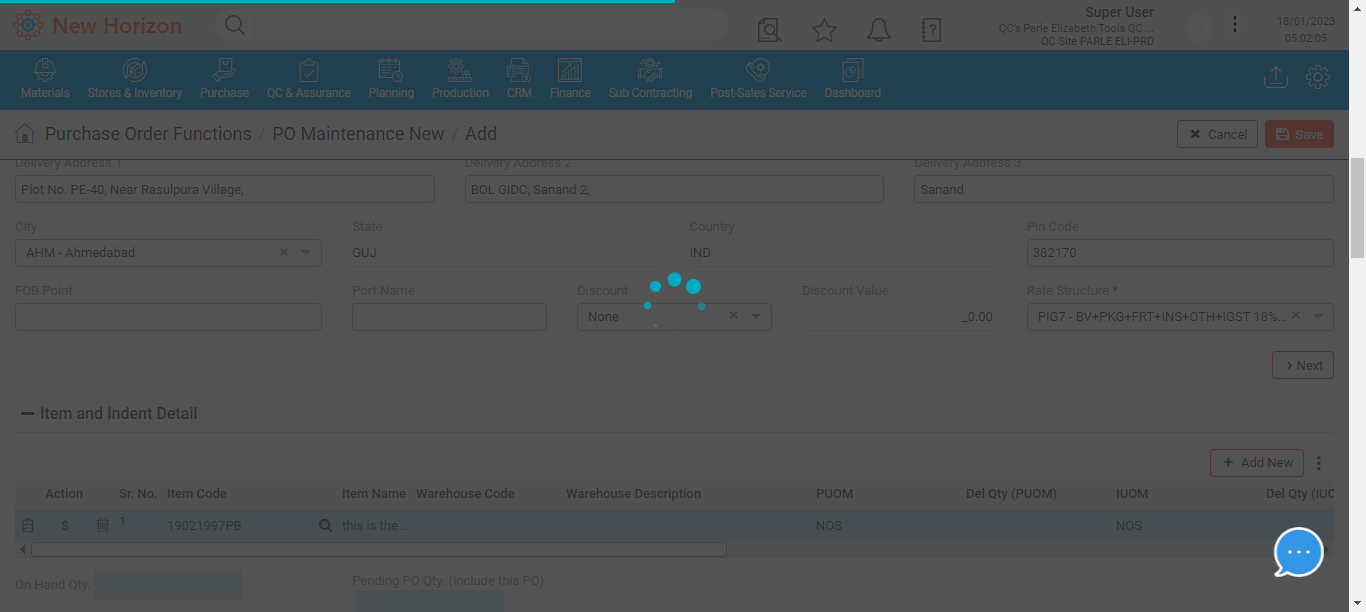 New Horizon
Super User
QC's Parle Elizabeth Tools QC ...
QC Site PARLE ELI-PRD
18/01/2023
05:02:05
Materials
Stores & Inventory
Purchase
QC & Assurance
Planning
Production
CRM
Finance
Sub Contracting
Post-Sales Service
Dashboard
Purchase Order Functions / PO Maintenance New / Add
Cancel
Save
Delivery Address 1
Delivery Address 2
Delivery Address 3
Plot No. PE-40, Near Rasulpura Village,
BOL GIDC, Sanand 2,
Sanand
City
State
Country
Pin Code
AHM - Ahmedabad
GUJ
IND
382170
FOB Point
Port Name
Discount
Discount Value
Rate Structure *
None
_0.00
PIG7 - BV+PKG+FRT+INS+OTH+IGST 18%...
> Next
Item and Indent Detail
+ Add New
Action
Sr. No.
Item Code
Item Name
Warehouse Code
Warehouse Description
PUOM
Del Qty (PUOM)
IUOM
Del Qty (IUO
$
1
19021997PB
this is the ...
NOS
NOS
On Hand Qty.
Pending PO Qty. (Include this PO)